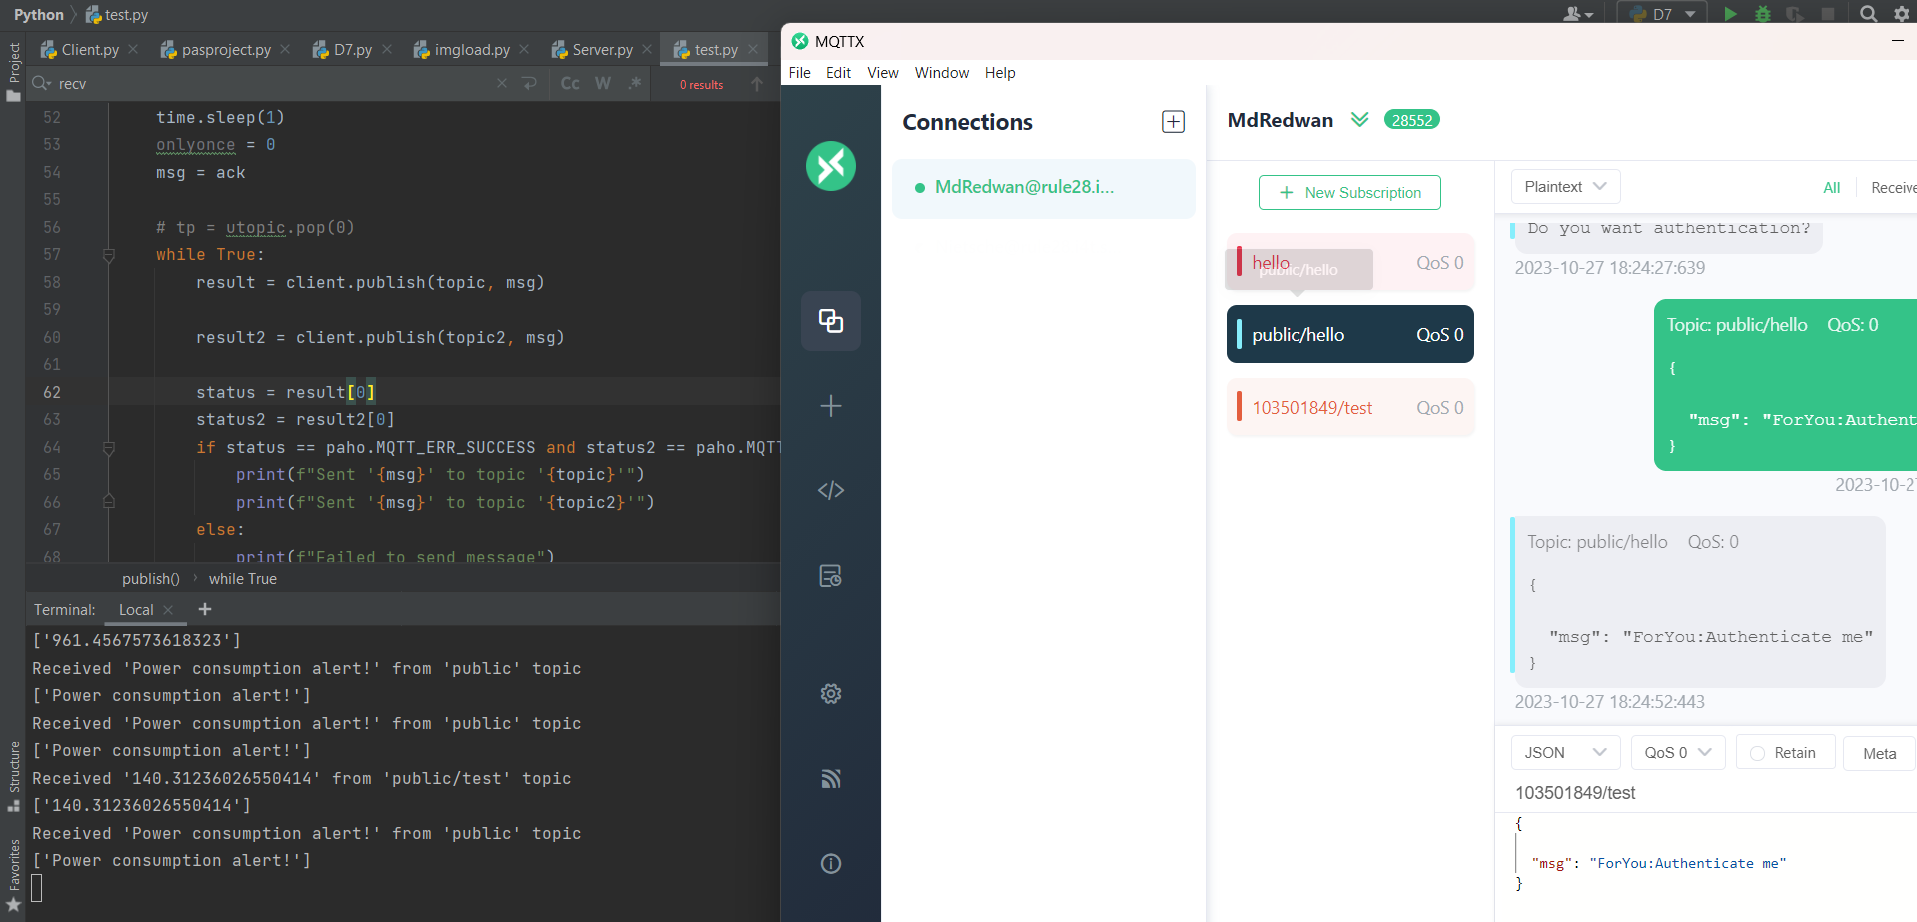 Python
test.py
D7
Project
Client.py
pasproject.py
D7.py
imgload.py
Server.py
test.py
recv
Cc
W
.*
0 results
52 time.sleep(1)
53 onlyonce = 0
54 msg = ack
55
56 # tp = utopic.pop(0)
57 while True:
58 result = client.publish(topic, msg)
59
60 result2 = client.publish(topic2, msg)
61
62 status = result[0]
63 status2 = result2[0]
64 if status == paho.MQTT_ERR_SUCCESS and status2 == paho.MQTT
65 print(f"Sent '{msg}' to topic '{topic}'")
66 print(f"Sent '{msg}' to topic '{topic2}'")
67 else:
68 print(f"Failed to send message")
publish() > while True
Terminal: Local +
['961.4567573618323']
Received 'Power consumption alert!' from 'public' topic
['Power consumption alert!']
Received 'Power consumption alert!' from 'public' topic
['Power consumption alert!']
Received '140.31236026550414' from 'public/test' topic
['140.31236026550414']
Received 'Power consumption alert!' from 'public' topic
['Power consumption alert!']
Structure
Favorites
MQTTX
File Edit View Window Help
Connections
MdRedwan@rule28.i...
MdRedwan 28552
+ New Subscription
hello QoS 0
public/hello
public/hello QoS 0
103501849/test QoS 0
Plaintext
All
Receive
Do you want authentication?
2023-10-27 18:24:27:639
Topic: public/hello QoS: 0
{
"msg": "ForYou:Authent
}
2023-10-27
Topic: public/hello QoS: 0
{
"msg": "ForYou:Authenticate me"
}
2023-10-27 18:24:52:443
JSON
QoS 0
Retain
Meta
103501849/test
{
"msg": "ForYou:Authenticate me"
}